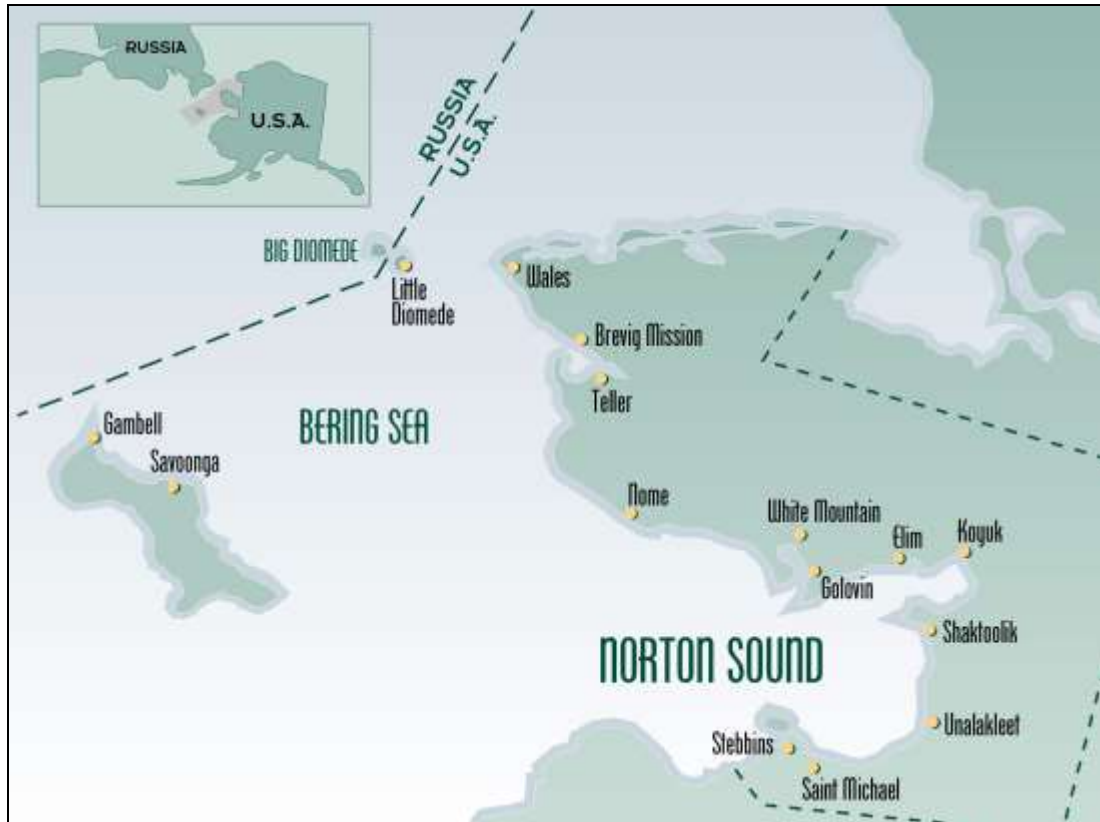 RUSSIA
U.S.A.
RUSSIA
U.S.A.
BIG DIOMEDE
Little
Diomede
Wales
Brevig Mission
Teller
Gambell
Savoonga
BERING SEA
Nome
White Mountain
Elim
Koyuk
Golovin
Shaktoolik
NORTON SOUND
Unalakleet
Stebbins
Saint Michael